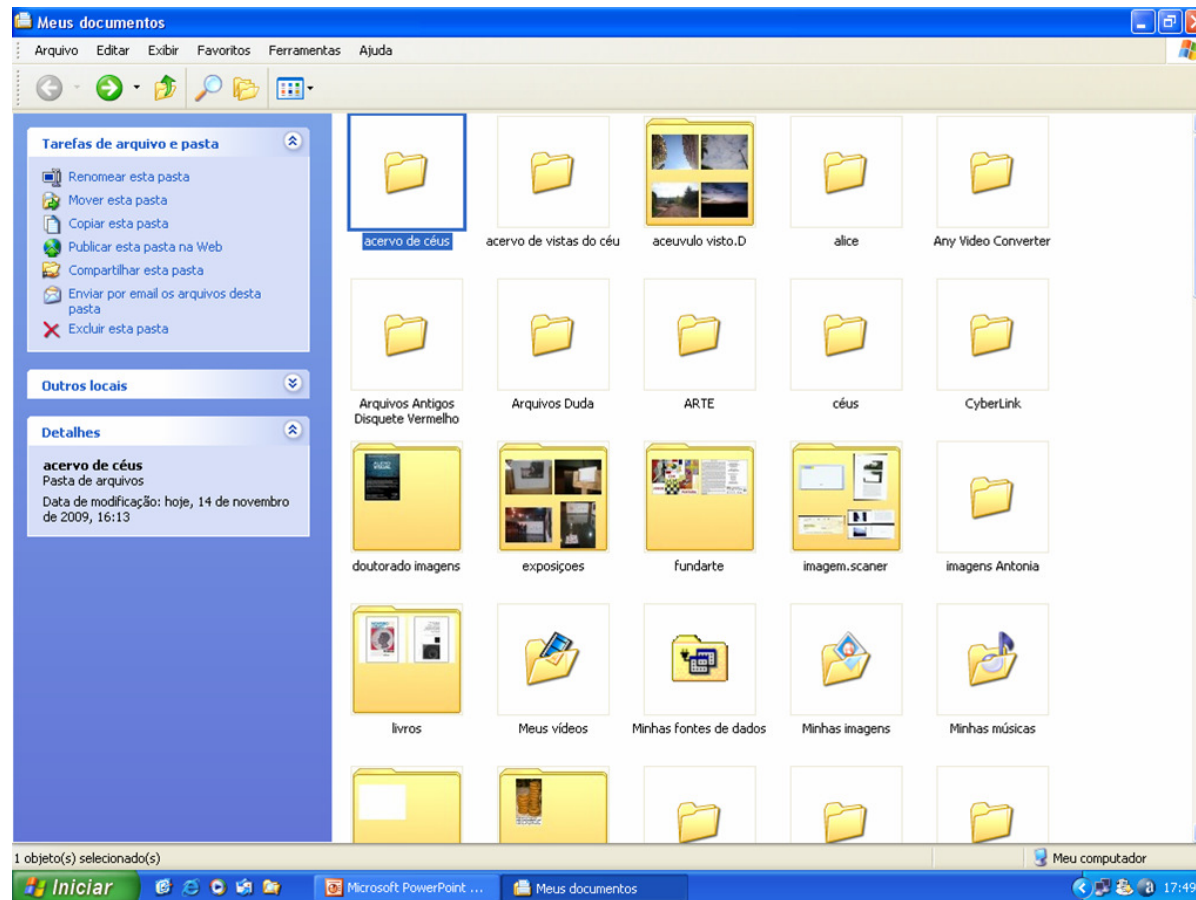 Meus documentos
Arquivo Editar Exibir Favoritos Ferramentas Ajuda
Tarefas de arquivo e pasta
Renomear esta pasta
Mover esta pasta
Copiar esta pasta
Publicar esta pasta na Web
Compartilhar esta pasta
Enviar por email os arquivos desta
pasta
Excluir esta pasta
Outros locais
Detalhes
acervo de céus
Pasta de arquivos
Data de modificação: hoje, 14 de novembro
de 2009, 16:13
acervo de céus acervo de vistas do céu aceuvulo visto.D alice Any Video Converter
Arquivos Antigos
Disquete Vermelho
Arquivos Duda ARTE céus CyberLink
doutorado imagens exposiçoes fundarte imagem.scaner imagens Antonia
livros Meus vídeos Minhas fontes de dados Minhas imagens Minhas músicas
1 objeto(s) selecionado(s) Meu computador
Iniciar Microsoft PowerPoint ... Meus documentos 17:49